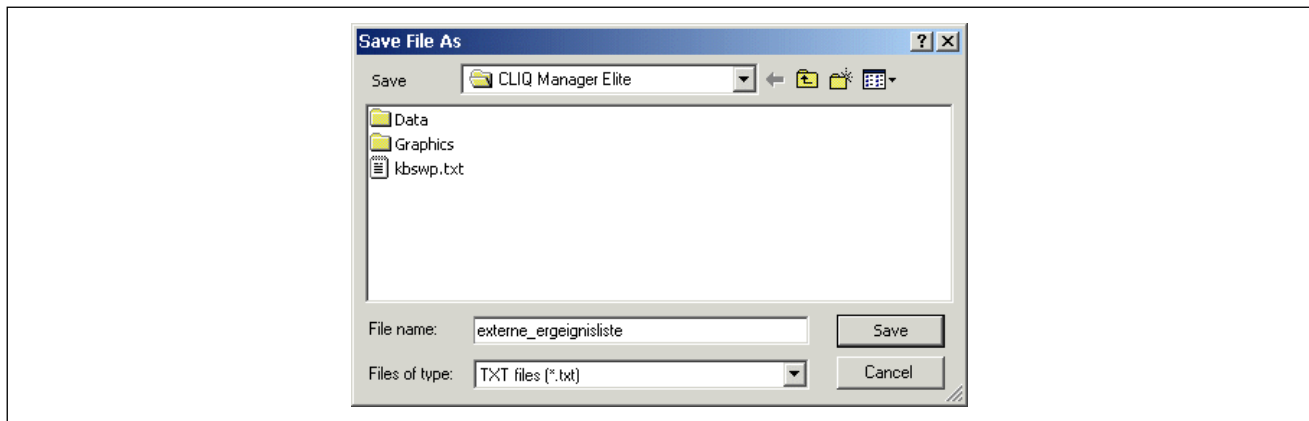 Save File As
Save CLIQ Manager Elite
Data
Graphics
kbswp.txt
File name: externe_ergeignisliste Save
Files of type: TXT files (*.txt) Cancel